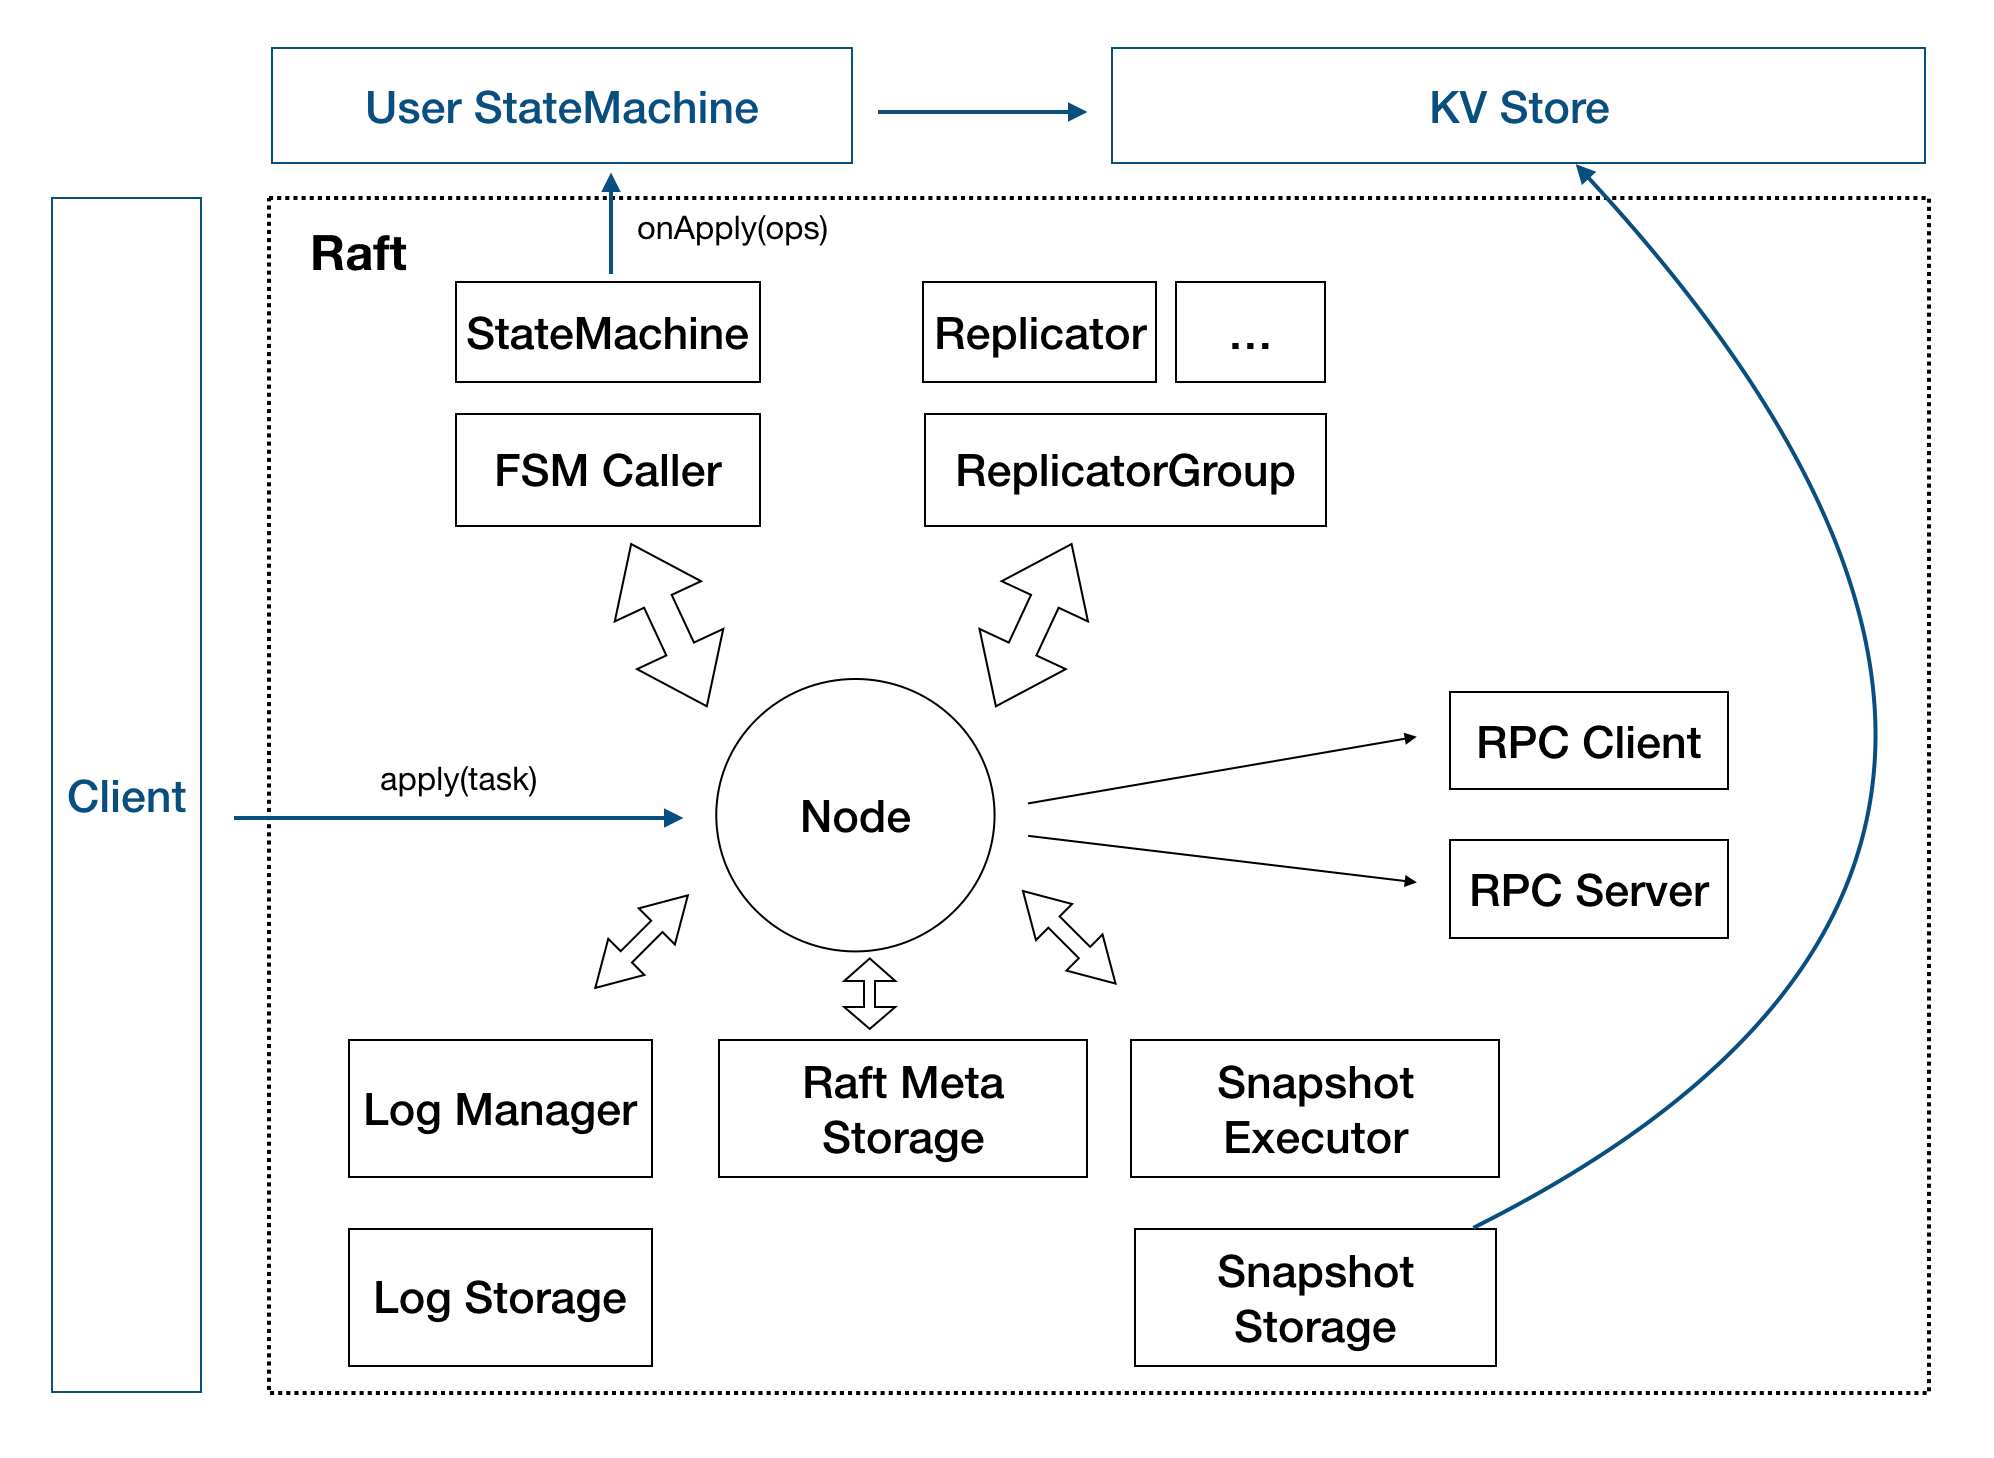 User StateMachine
KV Store
Raft
onApply(ops)
StateMachine
Replicator
...
FSM Caller
ReplicatorGroup
Client
apply(task)
Node
RPC Client
RPC Server
Log Manager
Raft Meta
Storage
Snapshot
Executor
Log Storage
Snapshot
Storage